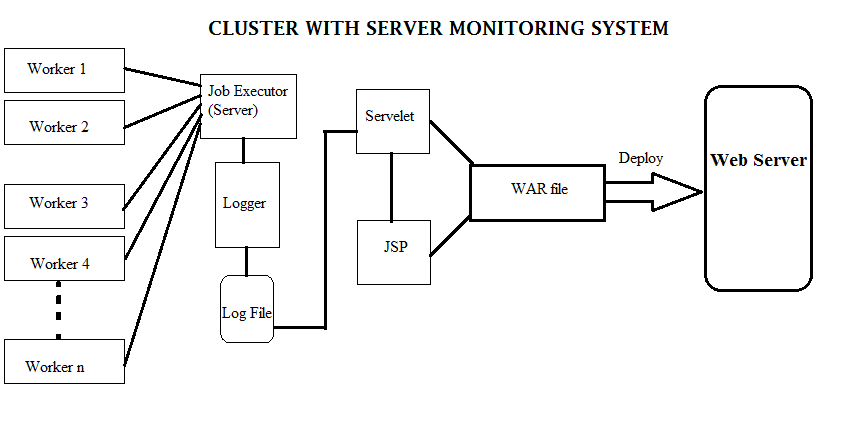 CLUSTER WITH SERVER MONITORING SYSTEM
Worker 1
Worker 2
Worker 3
Worker 4
Worker n
Job Executor
(Server)
Logger
Log File
Servelet
JSP
WAR file
Deploy
Web Server